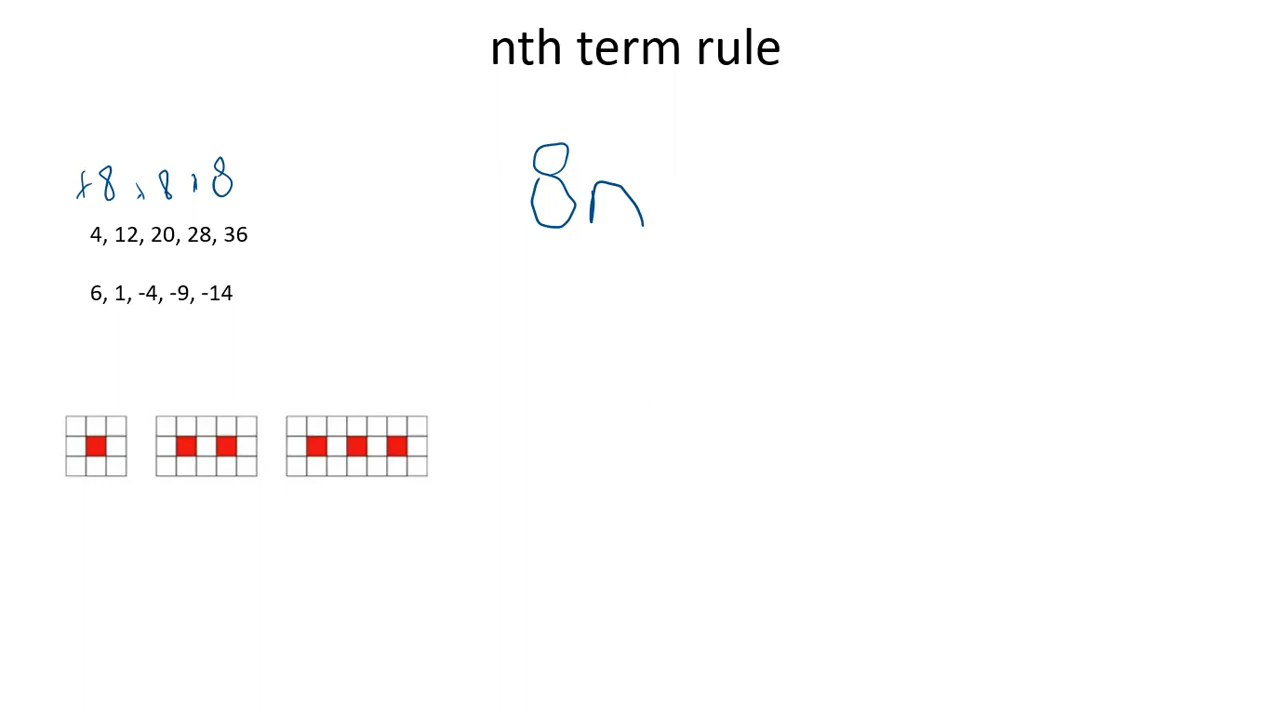 nth term rule
+8 +8 +8
8n
4, 12, 20, 28, 36
6, 1, -4, -9, -14